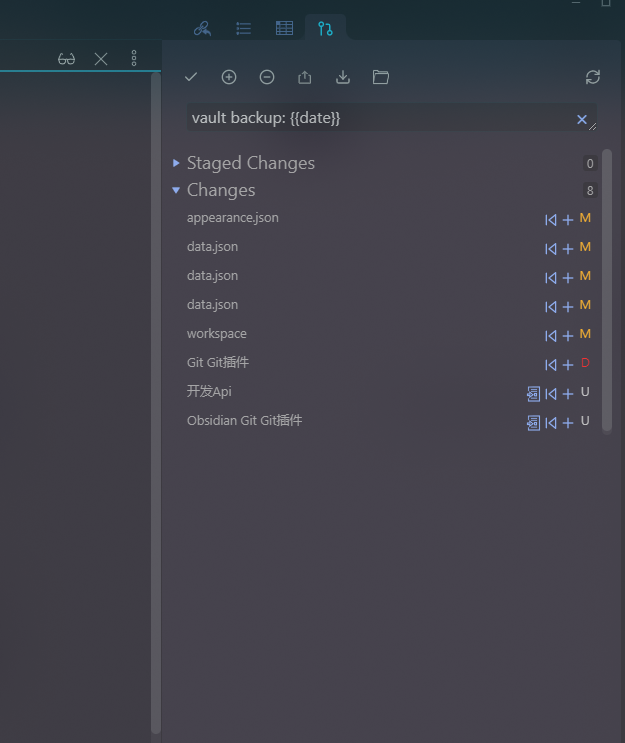 vault backup: {{date}}
Staged Changes 0
Changes 8
appearance.json M
data.json M
data.json M
data.json M
workspace M
Git Git插件 D
开发Api U
Obsidian Git Git插件 U